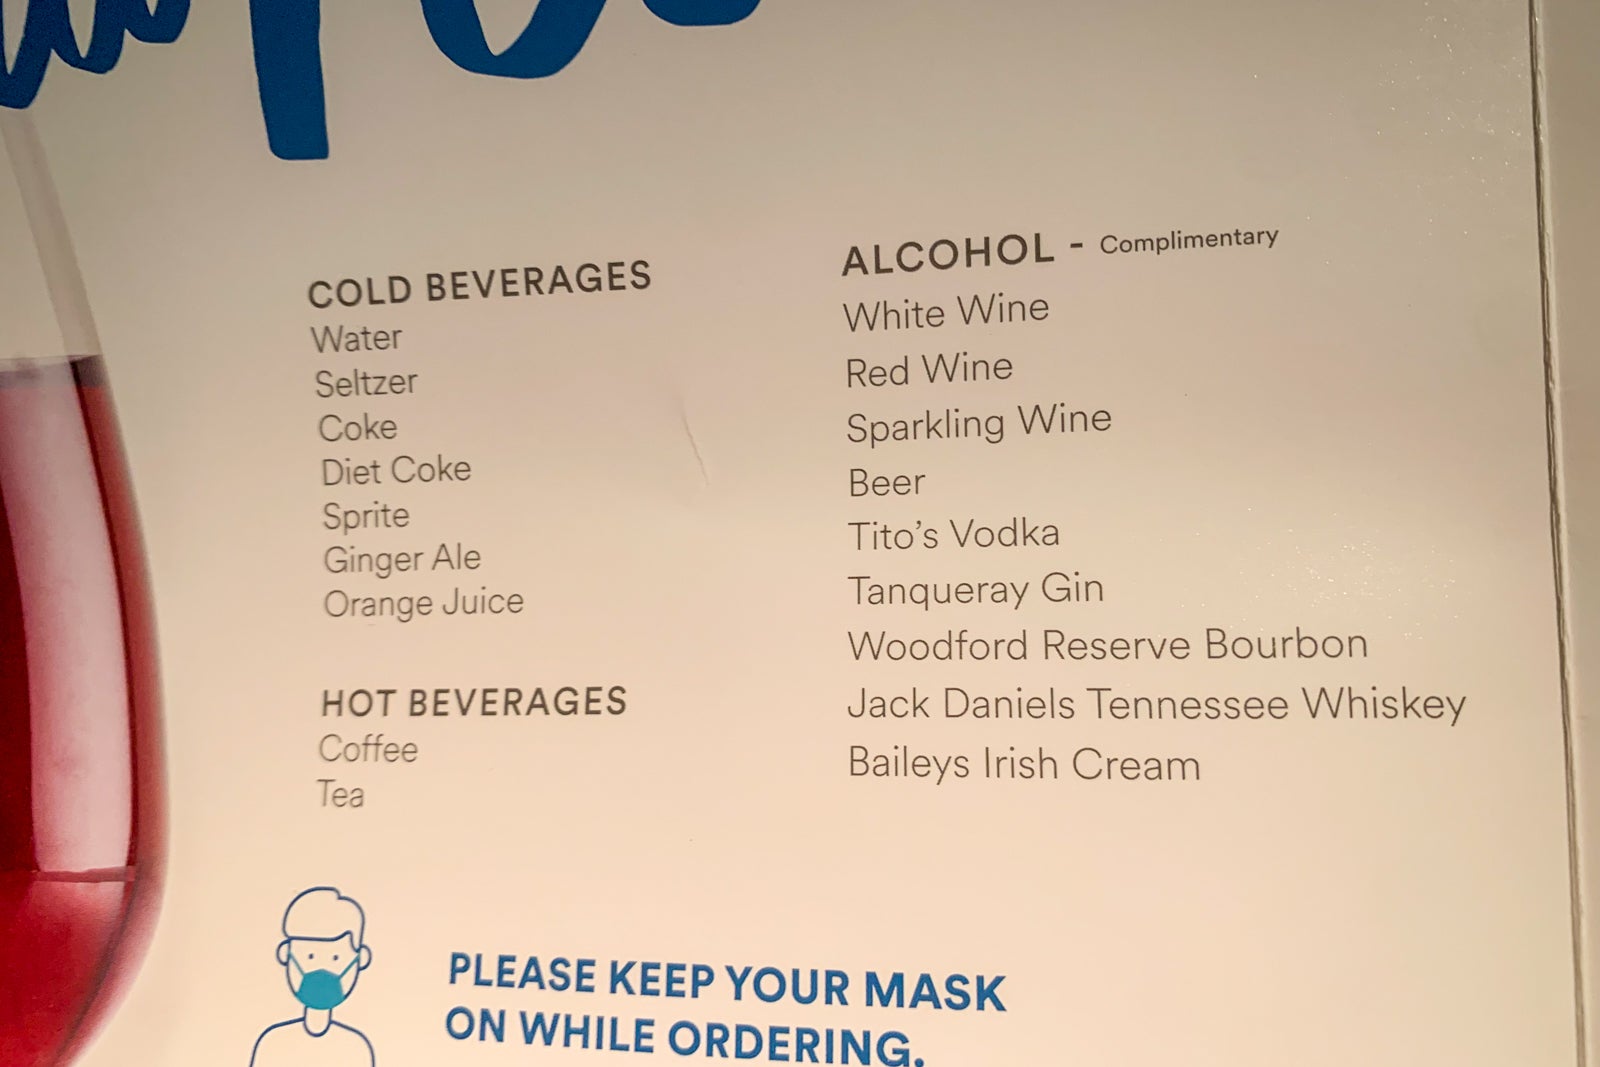 COLD BEVERAGES
Water
Seltzer
Coke
Diet Coke
Sprite
Ginger Ale
Orange Juice
HOT BEVERAGES
Coffee
Tea
ALCOHOL - Complimentary
White Wine
Red Wine
Sparkling Wine
Beer
Tito’s Vodka
Tanqueray Gin
Woodford Reserve Bourbon
Jack Daniels Tennessee Whiskey
Baileys Irish Cream
PLEASE KEEP YOUR MASK
ON WHILE ORDERING.